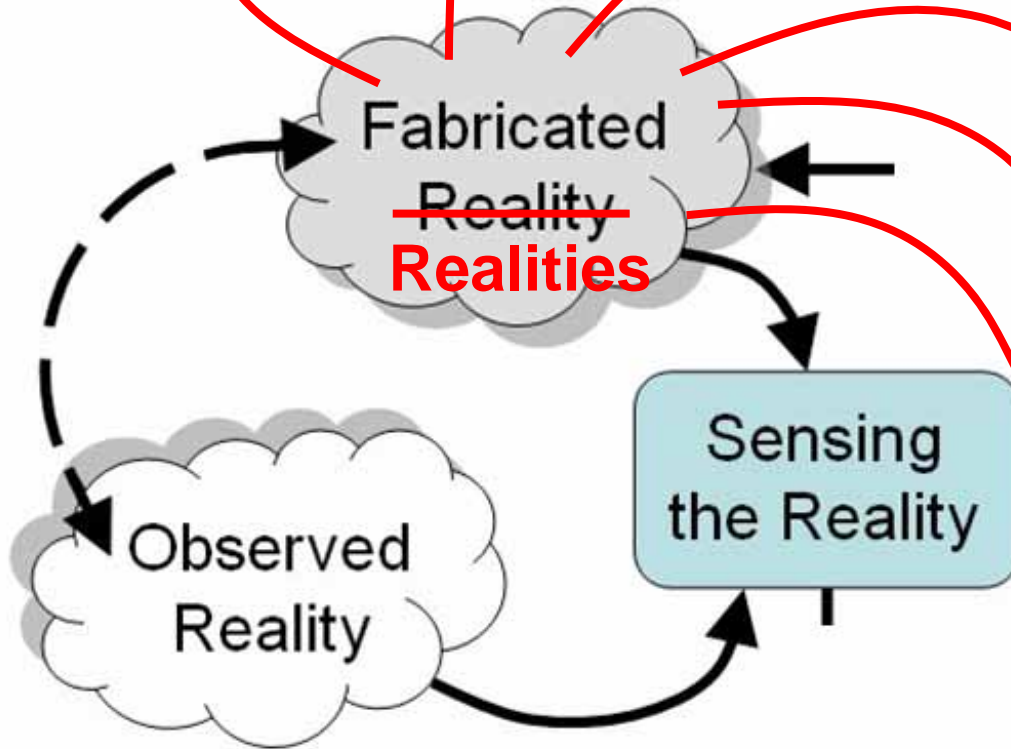 Fabricated
Reality
Realities
Sensing
the Reality
Observed
Reality